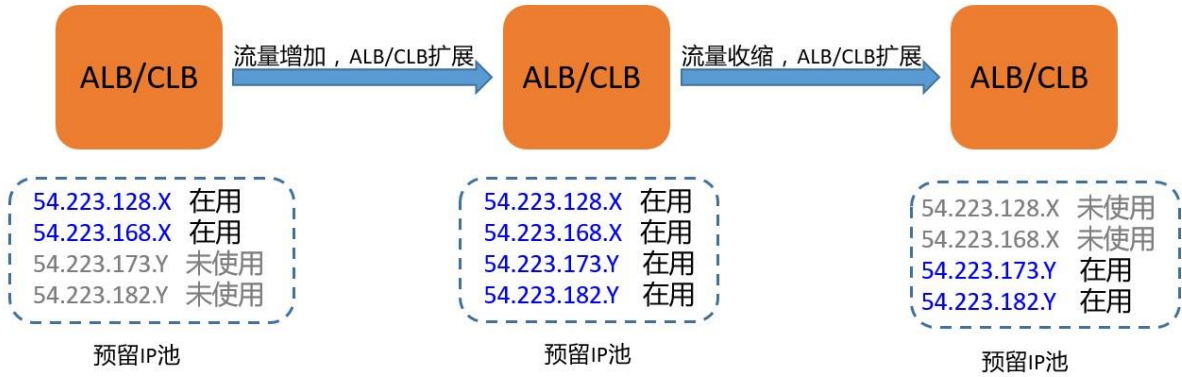 ALB/CLB
流量增加，ALB/CLB扩展
ALB/CLB
流量收缩，ALB/CLB扩展
ALB/CLB
54.223.128.X 在用
54.223.168.X 在用
54.223.173.Y 未使用
54.223.182.Y 未使用
预留IP池
54.223.128.X 在用
54.223.168.X 在用
54.223.173.Y 在用
54.223.182.Y 在用
预留IP池
54.223.128.X 未使用
54.223.168.X 未使用
54.223.173.Y 在用
54.223.182.Y 在用
预留IP池